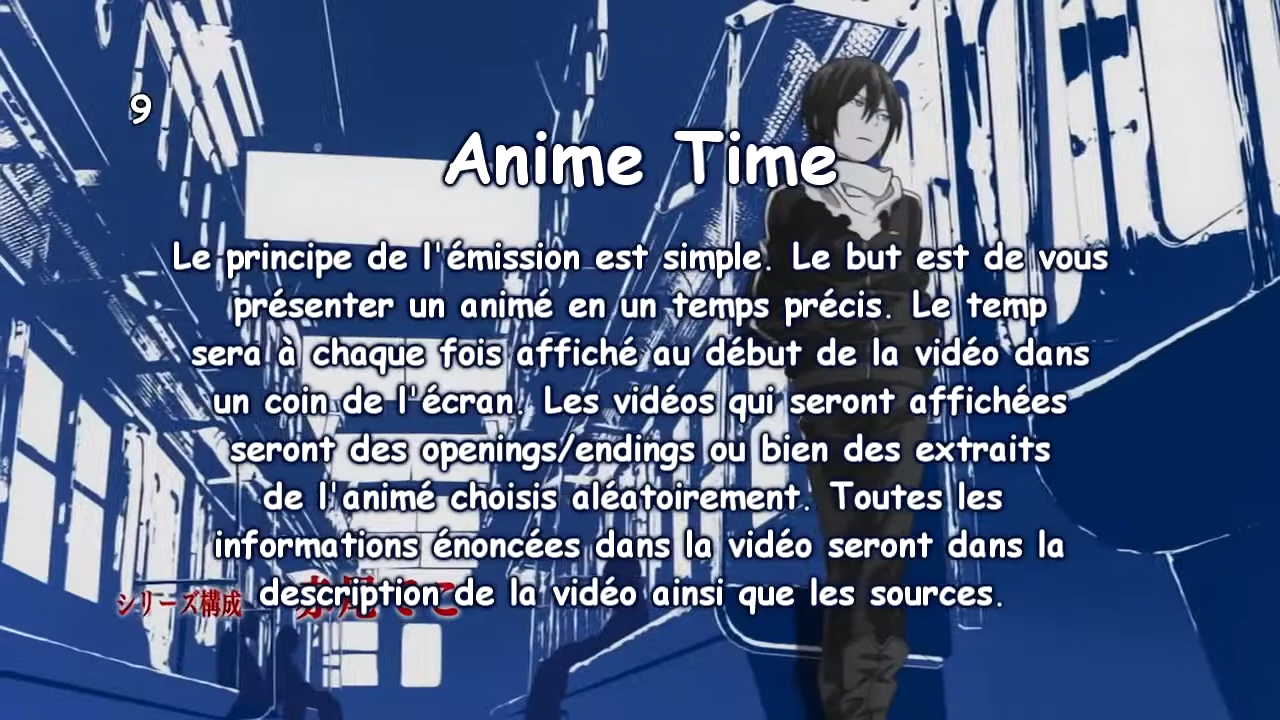 9
Anime Time
Le principe de l'émission est simple. Le but est de vous
présenter un animé en un temps précis. Le temp
sera à chaque fois affiché au début de la vidéo dans
un coin de l'écran. Les vidéos qui seront affichées
seront des openings/endings ou bien des extraits
de l'animé choisis aléatoirement. Toutes les
informations énoncées dans la vidéo seront dans la
description de la vidéo ainsi que les sources.
シリーズ構成 赤尾でこ